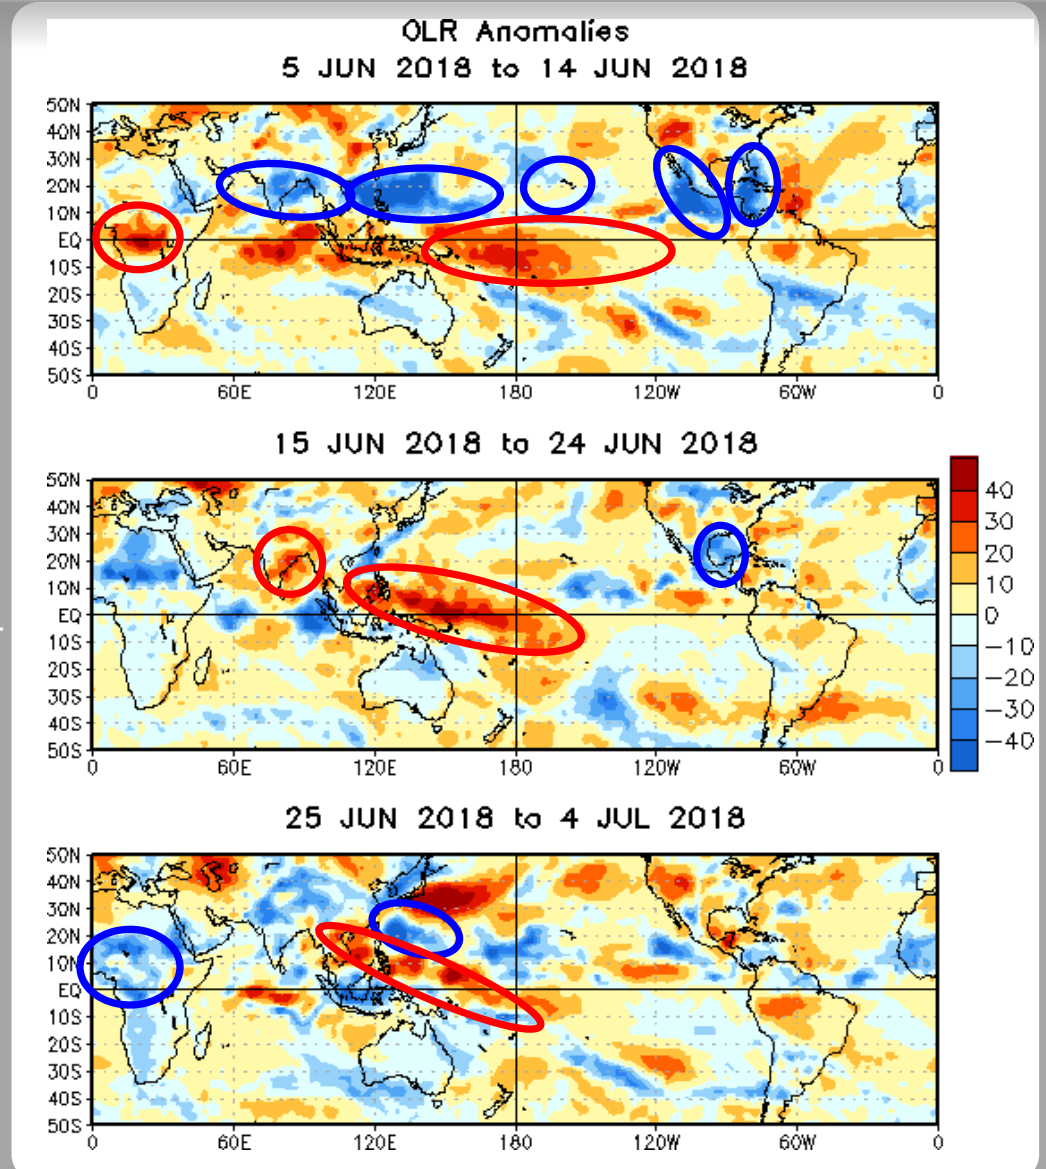 OLR Anomalies
5 JUN 2018 to 14 JUN 2018
50N
40N
30N
20N
10N
EQ
10S
20S
30S
40S
50S
0 60E 120E 180 120W 60W 0
15 JUN 2018 to 24 JUN 2018
50N
40N
30N
20N
10N
EQ
10S
20S
30S
40S
50S
0 60E 120E 180 120W 60W 0
40
30
20
10
0
−10
−20
−30
−40
25 JUN 2018 to 4 JUL 2018
50N
40N
30N
20N
10N
EQ
10S
20S
30S
40S
50S
0 60E 120E 180 120W 60W 0